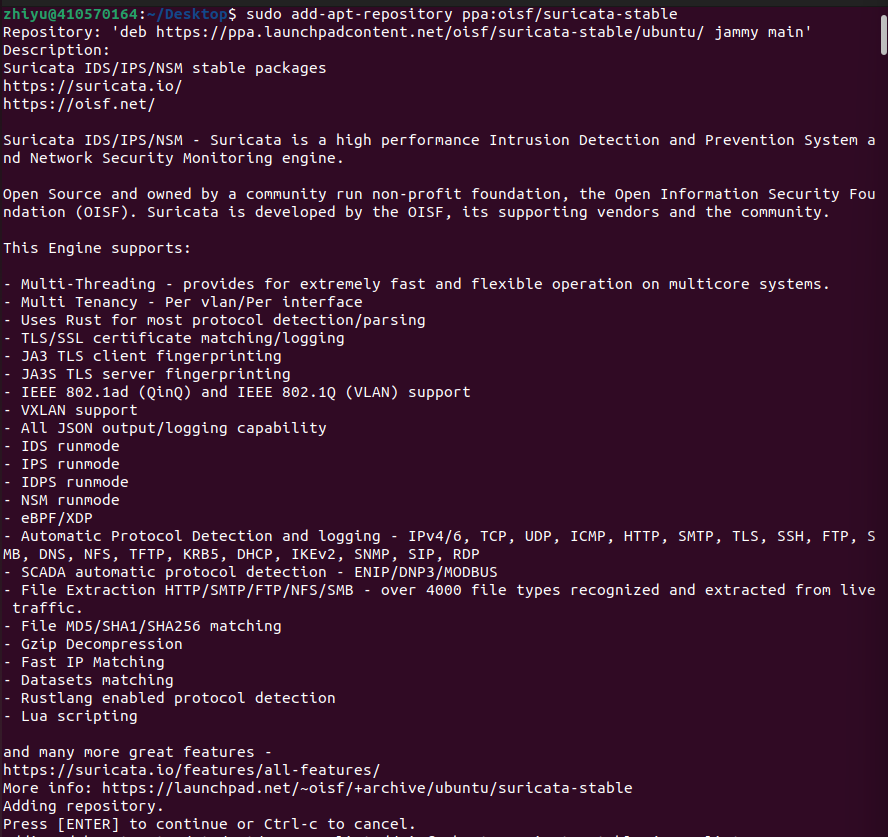 zhiyu@410570164:~/Desktop$ sudo add-apt-repository ppa:oisf/suricata-stable
Repository: 'deb https://ppa.launchpadcontent.net/oisf/suricata-stable/ubuntu/ jammy main'
Description:
Suricata IDS/IPS/NSM stable packages
https://suricata.io/
https://oisf.net/

Suricata IDS/IPS/NSM - Suricata is a high performance Intrusion Detection and Prevention System a
nd Network Security Monitoring engine.

Open Source and owned by a community run non-profit foundation, the Open Information Security Fou
ndation (OISF). Suricata is developed by the OISF, its supporting vendors and the community.

This Engine supports:

- Multi-Threading - provides for extremely fast and flexible operation on multicore systems.
- Multi Tenancy - Per vlan/Per interface
- Uses Rust for most protocol detection/parsing
- TLS/SSL certificate matching/logging
- JA3 TLS client fingerprinting
- JA3S TLS server fingerprinting
- IEEE 802.1ad (QinQ) and IEEE 802.1Q (VLAN) support
- VXLAN support
- All JSON output/logging capability
- IDS runmode
- IPS runmode
- IDPS runmode
- NSM runmode
- eBPF/XDP
- Automatic Protocol Detection and logging - IPv4/6, TCP, UDP, ICMP, HTTP, SMTP, TLS, SSH, FTP, S
MB, DNS, NFS, TFTP, KRB5, DHCP, IKEv2, SNMP, SIP, RDP
- SCADA automatic protocol detection - ENIP/DNP3/MODBUS
- File Extraction HTTP/SMTP/FTP/NFS/SMB - over 4000 file types recognized and extracted from live
 traffic.
- File MD5/SHA1/SHA256 matching
- Gzip Decompression
- Fast IP Matching
- Datasets matching
- Rustlang enabled protocol detection
- Lua scripting

and many more great features -
https://suricata.io/features/all-features/
More info: https://launchpad.net/~oisf/+archive/ubuntu/suricata-stable
Adding repository.
Press [ENTER] to continue or Ctrl-c to cancel.